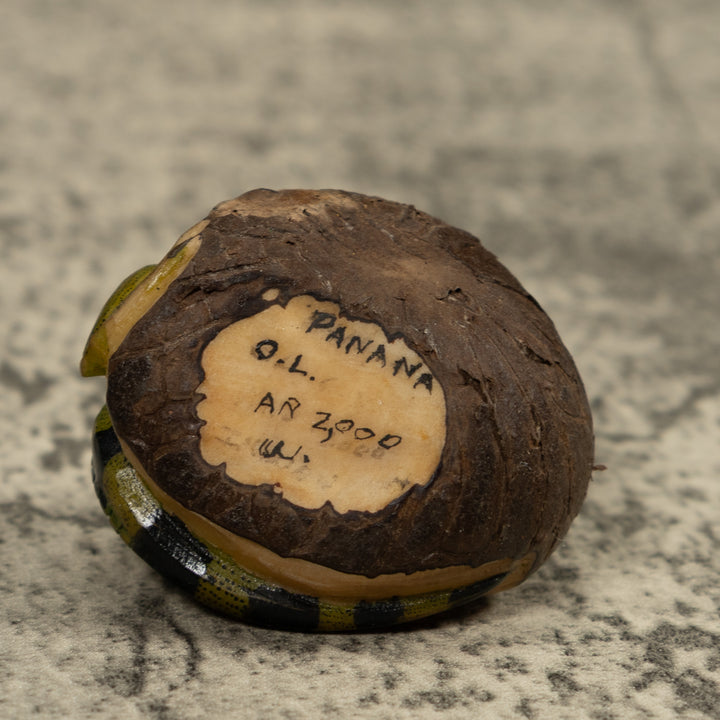 PANANA
O.L.
AR 2,000
W.